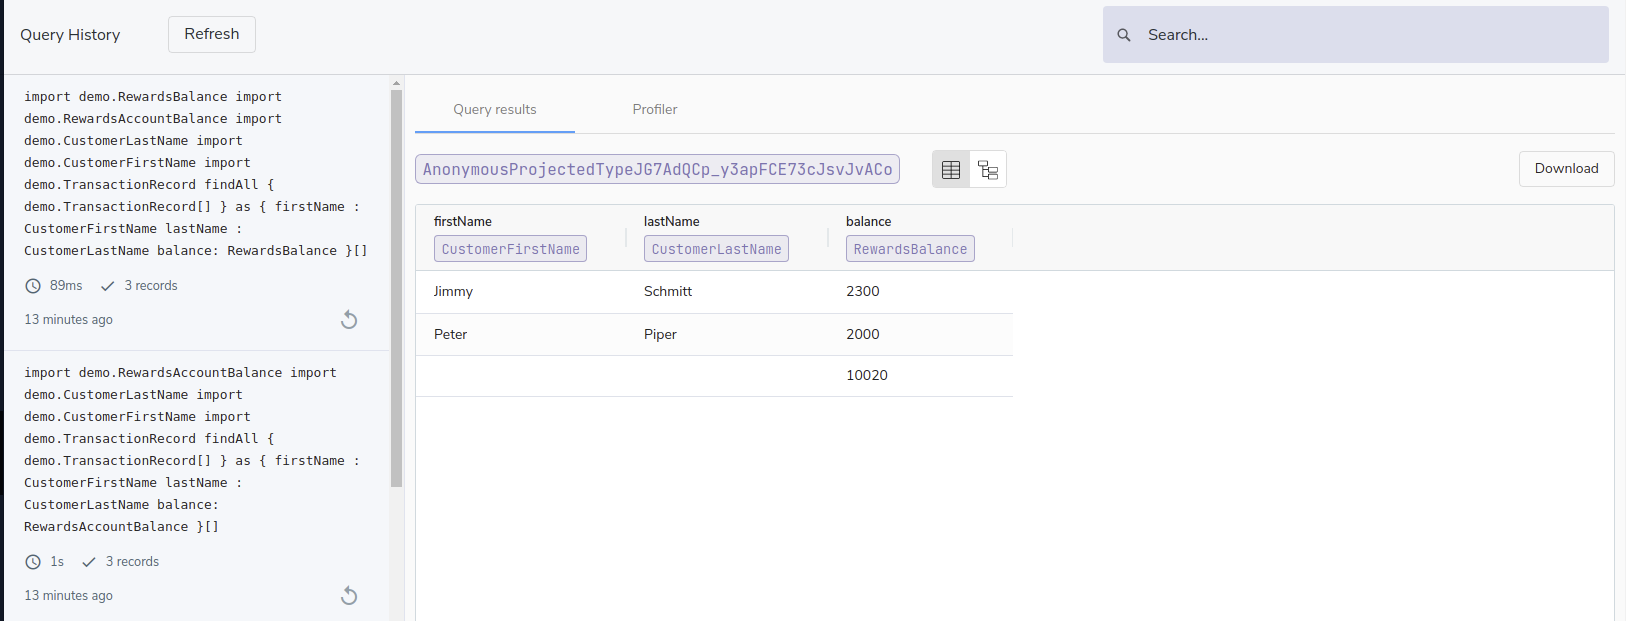 Query History
Refresh
Search...
import demo.RewardsBalance import
demo.RewardsAccountBalance import
demo.CustomerLastName import
demo.CustomerFirstName import
demo.TransactionRecord findAll {
demo.TransactionRecord[] } as { firstName :
CustomerFirstName lastName :
CustomerLastName balance: RewardsBalance }[]
89ms 3 records
13 minutes ago
import demo.RewardsAccountBalance import
demo.CustomerLastName import
demo.CustomerFirstName import
demo.TransactionRecord findAll {
demo.TransactionRecord[] } as { firstName :
CustomerFirstName lastName :
CustomerLastName balance:
RewardsAccountBalance }[]
1s 3 records
13 minutes ago
Query results Profiler
AnonymousProjectedTypeJG7AdQCp_y3apFCE73cJsvJvACo
Download
firstName lastName balance
CustomerFirstName CustomerLastName RewardsBalance
Jimmy Schmitt 2300
Peter Piper 2000
10020